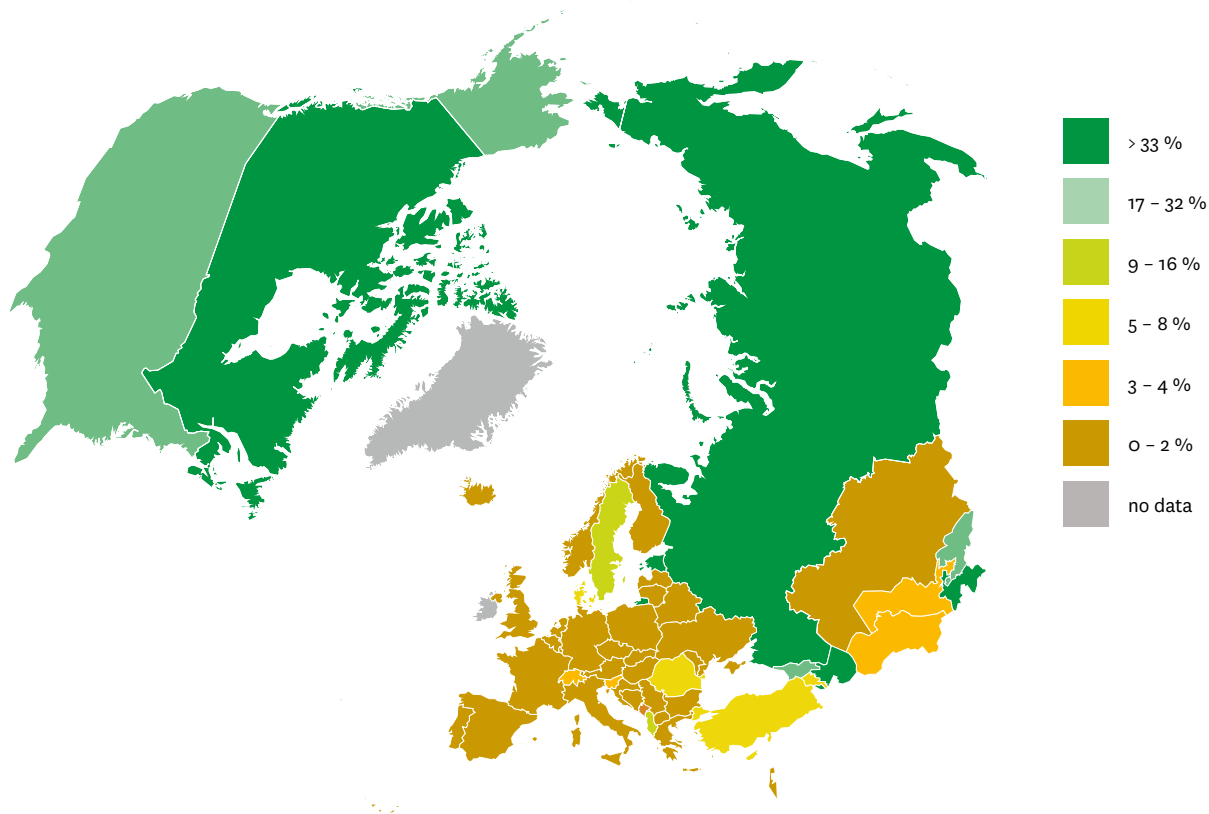 > 33 %
17 – 32 %
9 – 16 %
5 – 8 %
3 – 4 %
0 – 2 %
no data